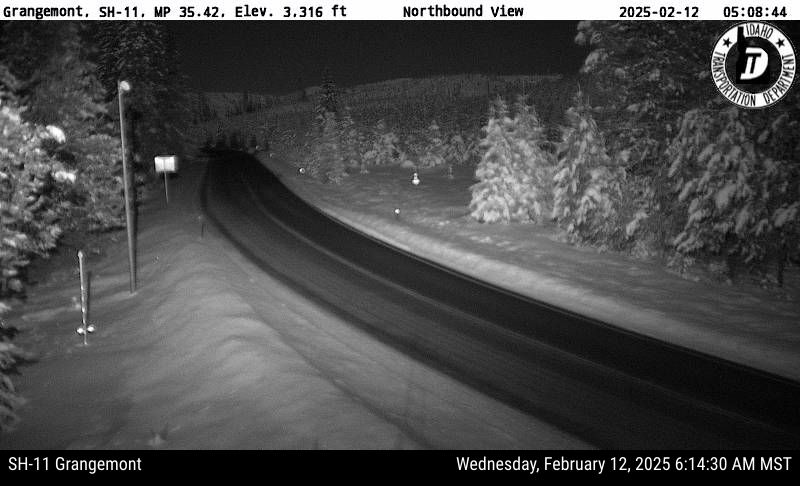 Grangemont, SH-11, MP 35.42, Elev. 3,316 ft Northbound View 2025-02-12 05:08:44
IDAHO
TRANSPORTATION DEPARTMENT
SH-11 Grangemont Wednesday, February 12, 2025 6:14:30 AM MST